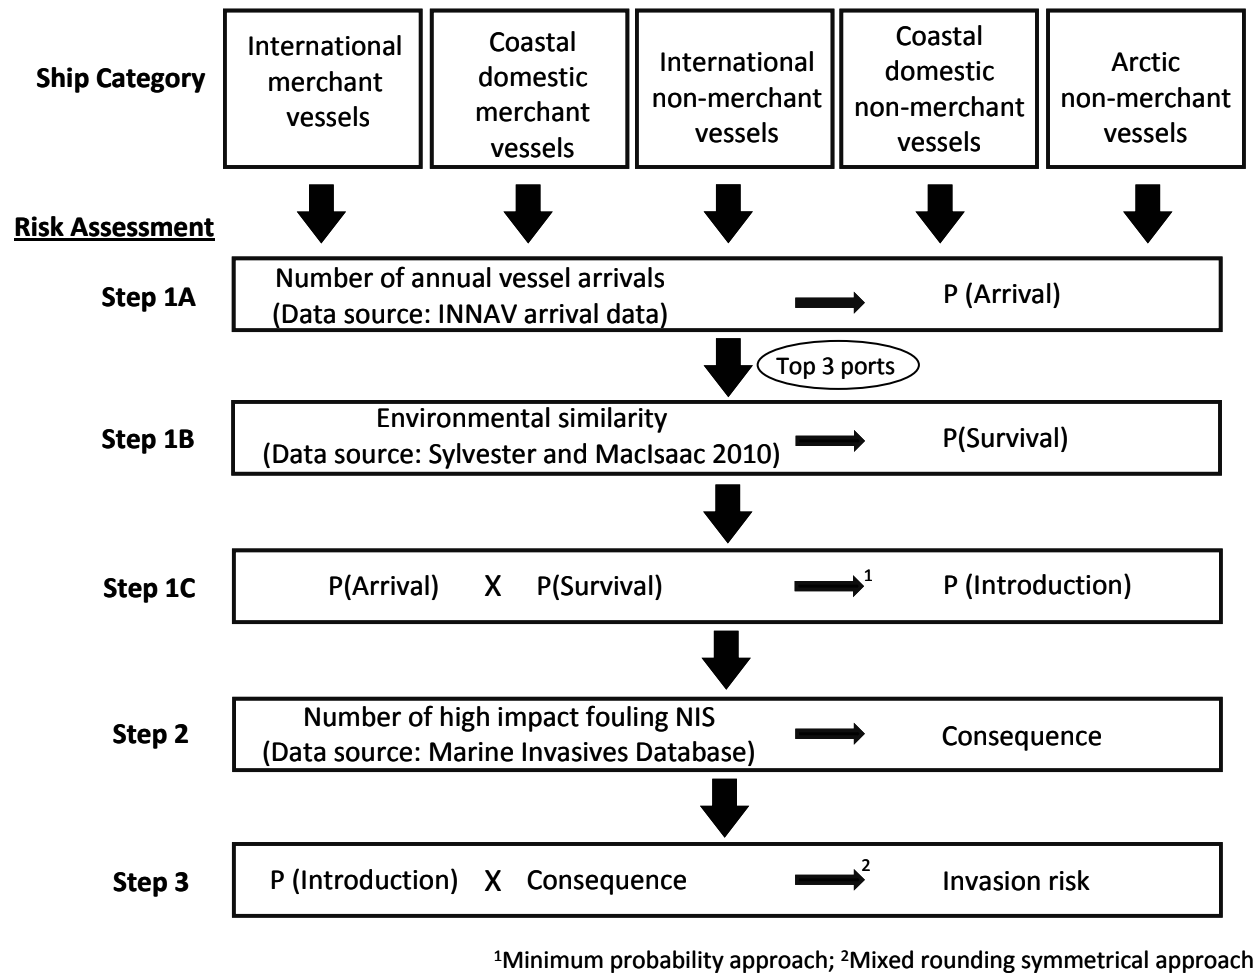 Ship Category
International
merchant
vessels
Coastal
domestic
merchant
vessels
International
non-merchant
vessels
Coastal
domestic
non-merchant
vessels
Arctic
non-merchant
vessels
Risk Assessment
Step 1A
Number of annual vessel arrivals
(Data source: INNAV arrival data)
P (Arrival)
Top 3 ports
Step 1B
Environmental similarity
(Data source: Sylvester and MacIsaac 2010)
P(Survival)
Step 1C
P(Arrival) X P(Survival)
1
P (Introduction)
Step 2
Number of high impact fouling NIS
(Data source: Marine Invasives Database)
Consequence
Step 3
P (Introduction) X Consequence
2
Invasion risk
¹Minimum probability approach; ²Mixed rounding symmetrical approach